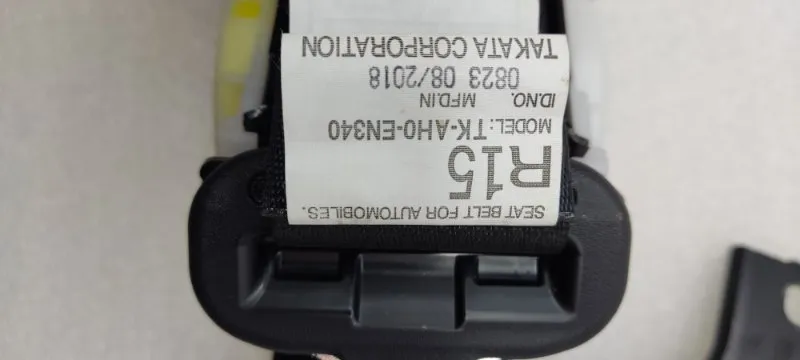 SEAT BELT FOR AUTOMOBILES.
R15
MODEL: TK-AH0-EN340
ID.NO. MFD.IN
0823 08/2018
TAKATA CORPORATION